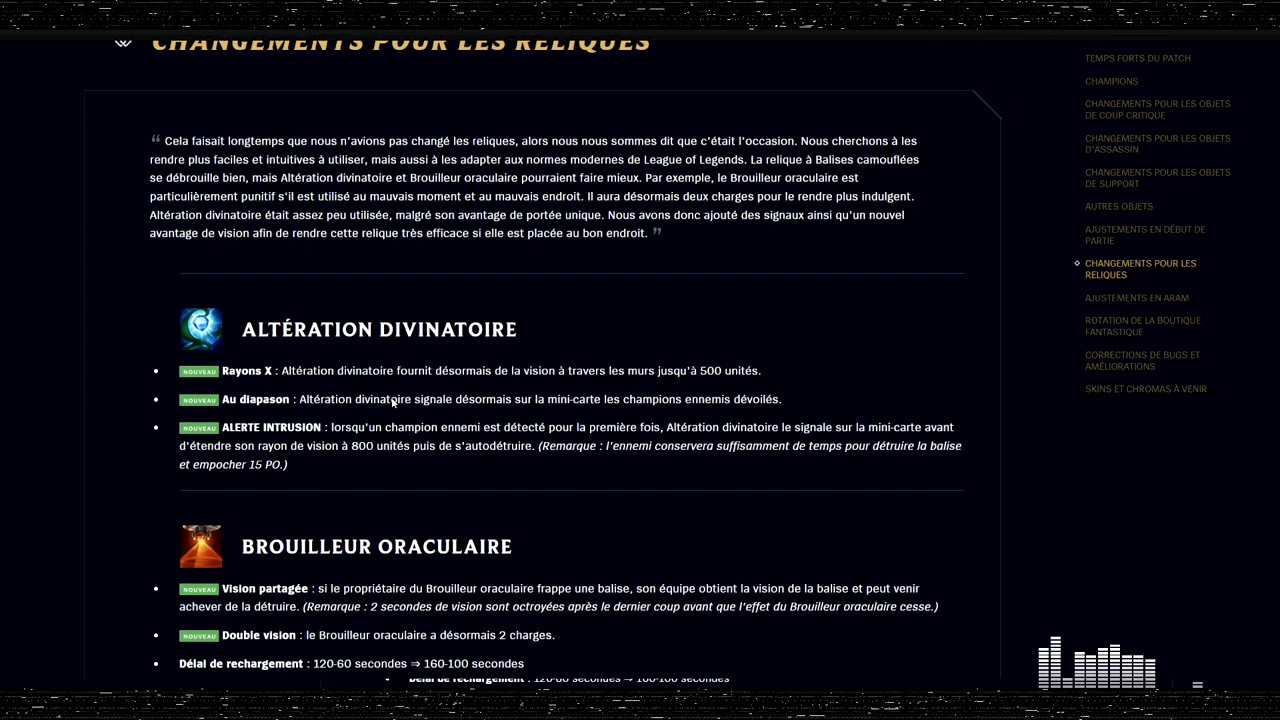 CHANGEMENTS POUR LES RELIQUES
“ Cela faisait longtemps que nous n'avions pas changé les reliques, alors nous nous sommes dit que c'était l'occasion. Nous cherchons à les
rendre plus faciles et intuitives à utiliser, mais aussi à les adapter aux normes modernes de League of Legends. La relique à Balises camouflées
se débrouille bien, mais Altération divinatoire et Brouilleur oraculaire pourraient faire mieux. Par exemple, le Brouilleur oraculaire est
particulièrement punitif s'il est utilisé au mauvais moment et au mauvais endroit. Il aura désormais deux charges pour le rendre plus indulgent.
Altération divinatoire était assez peu utilisée, malgré son avantage de portée unique. Nous avons donc ajouté des signaux ainsi qu'un nouvel
avantage de vision afin de rendre cette relique très efficace si elle est placée au bon endroit. ”
ALTÉRATION DIVINATOIRE
• NOUVEAU Rayons X : Altération divinatoire fournit désormais de la vision à travers les murs jusqu'à 500 unités.
• NOUVEAU Au diapason : Altération divinatoire signale désormais sur la mini-carte les champions ennemis dévoilés.
• NOUVEAU ALERTE INTRUSION : lorsqu'un champion ennemi est détecté pour la première fois, Altération divinatoire le signale sur la mini-carte avant
d'étendre son rayon de vision à 800 unités puis de s'autodétruire. (Remarque : l'ennemi conservera suffisamment de temps pour détruire la balise
et empocher 15 PO.)
BROUILLEUR ORACULAIRE
• NOUVEAU Vision partagée : si le propriétaire du Brouilleur oraculaire frappe une balise, son équipe obtient la vision de la balise et peut venir
achever de la détruire. (Remarque : 2 secondes de vision sont octroyées après le dernier coup avant que l'effet du Brouilleur oraculaire cesse.)
• NOUVEAU Double vision : le Brouilleur oraculaire a désormais 2 charges.
• Délai de rechargement : 120-60 secondes ⇒ 160-100 secondes
• Délai de rechargement : 120-60 secondes ⇒ 160-100 secondes
TEMPS FORTS DU PATCH
CHAMPIONS
CHANGEMENTS POUR LES OBJETS
DE COUP CRITIQUE
CHANGEMENTS POUR LES OBJETS
D'ASSASSIN
CHANGEMENTS POUR LES OBJETS
DE SUPPORT
AUTRES OBJETS
AJUSTEMENTS EN DÉBUT DE
PARTIE
CHANGEMENTS POUR LES
RELIQUES
AJUSTEMENTS EN ARAM
ROTATION DE LA BOUTIQUE
FANTASTIQUE
CORRECTIONS DE BUGS ET
AMÉLIORATIONS
SKINS ET CHROMAS À VENIR